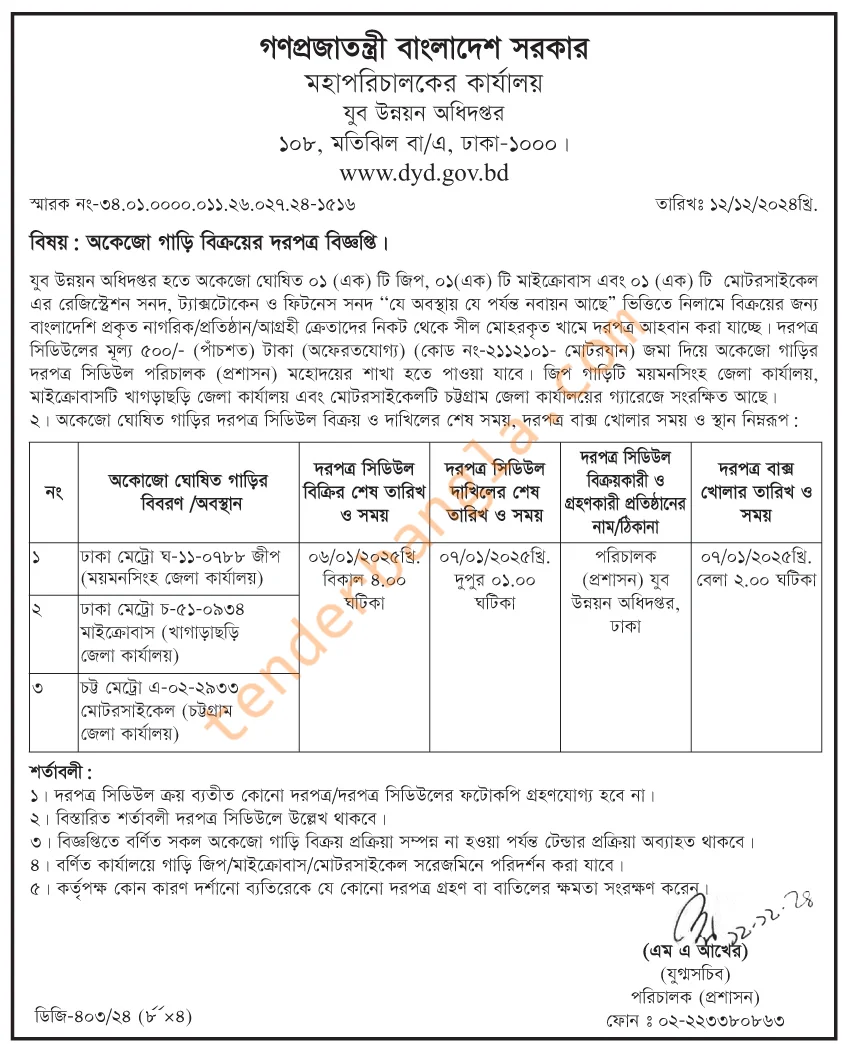 গণপ্রজাতন্ত্রী বাংলাদেশ সরকার
মহাপরিচালকের কার্যালয়
যুব উন্নয়ন অধিদপ্তর
১০৮, মতিঝিল বা/এ, ঢাকা-১০০০।
www.dyd.gov.bd
স্মারক নং-৩৪.০১.০০০০.০১১.২৬.০২৭.২৪-১৫১৬ তারিখঃ ১২/১২/২০২৪খ্রি.
বিষয় : অকেজো গাড়ি বিক্রয়ের দরপত্র বিজ্ঞপ্তি।
যুব উন্নয়ন অধিদপ্তর হতে অকেজো ঘোষিত ০১ (এক) টি জিপ, ০১(এক) টি মাইক্রোবাস এবং ০১ (এক) টি মোটরসাইকেল
এর রেজিস্ট্রেশন সনদ, ট্যাক্সটোকেন ও ফিটনেস সনদ “যে অবস্থায় যে পর্যন্ত নবায়ন আছে” ভিত্তিতে নিলামে বিক্রয়ের জন্য
বাংলাদেশি প্রকৃত নাগরিক/প্রতিষ্ঠান/আগ্রহী ক্রেতাদের নিকট থেকে সীল মোহরকৃত খামে দরপত্র আহবান করা যাচ্ছে। দরপত্র
সিডিউলের মূল্য ৫০০/- (পাঁচশত) টাকা (অফেরতযোগ্য) (কোড নং-২১১২১০১- মোটরযান) জমা দিয়ে অকেজো গাড়ির
দরপত্র সিডিউল পরিচালক (প্রশাসন) মহোদয়ের শাখা হতে পাওয়া যাবে। জিপ গাড়িটি ময়মনসিংহ জেলা কার্যালয়,
মাইক্রোবাসটি খাগড়াছড়ি জেলা কার্যালয় এবং মোটরসাইকেলটি চট্টগ্রাম জেলা কার্যালয়ের গ্যারেজে সংরক্ষিত আছে।
২। অকেজো ঘোষিত গাড়ির দরপত্র সিডিউল বিক্রয় ও দাখিলের শেষ সময়, দরপত্র বাক্স খোলার সময় ও স্থান নিম্নরূপ :
নং
অকোজো ঘোষিত গাড়ির
বিবরণ /অবস্থান
দরপত্র সিডিউল
বিক্রির শেষ তারিখ
ও সময়
দরপত্র সিডিউল
দাখিলের শেষ
তারিখ ও সময়
দরপত্র সিডিউল
বিক্রয়কারী ও
গ্রহণকারী প্রতিষ্ঠানের
নাম/ঠিকানা
দরপত্র বাক্স
খোলার তারিখ ও
সময়
১
ঢাকা মেট্রো ঘ-১১-০৭৮৮ জীপ
(ময়মনসিংহ জেলা কার্যালয়)
০৬/০১/২০২৫খ্রি.
বিকাল ৪.০০
ঘটিকা
০৭/০১/২০২৫খ্রি.
দুপুর ০১.০০
ঘটিকা
পরিচালক
(প্রশাসন) যুব
উন্নয়ন অধিদপ্তর,
ঢাকা
০৭/০১/২০২৫খ্রি.
বেলা ২.০০ ঘটিকা
২
ঢাকা মেট্রো চ-৫১-০৯৩৪
মাইক্রোবাস (খাগাড়াছড়ি
জেলা কার্যালয়)
৩
চট্ট মেট্রো এ-০২-২৯৩৩
মোটরসাইকেল (চট্টগ্রাম
জেলা কার্যালয়)
শর্তাবলী :
১। দরপত্র সিডিউল ক্রয় ব্যতীত কোনো দরপত্র/দরপত্র সিডিউলের ফটোকপি গ্রহণযোগ্য হবে না।
২। বিস্তারিত শর্তাবলী দরপত্র সিডিউলে উল্লেখ থাকবে।
৩। বিজ্ঞপ্তিতে বর্ণিত সকল অকেজো গাড়ি বিক্রয় প্রক্রিয়া সম্পন্ন না হওয়া পর্যন্ত টেন্ডার প্রক্রিয়া অব্যাহত থাকবে।
৪। বর্ণিত কার্যালয়ে গাড়ি জিপ/মাইক্রোবাস/মোটরসাইকেল সরেজমিনে পরিদর্শন করা যাবে।
৫। কর্তৃপক্ষ কোন কারণ দর্শানো ব্যতিরেকে যে কোনো দরপত্র গ্রহণ বা বাতিলের ক্ষমতা সংরক্ষণ করেন।
১২.১২.২৪
(এম এ আখের)
(যুগ্মসচিব)
পরিচালক (প্রশাসন)
ফোন ঃ ০২-২২৩৩৮০৮৬৩
ডিজি-৪০৩/২৪ (৮˝×৪)
tenderbangla.com